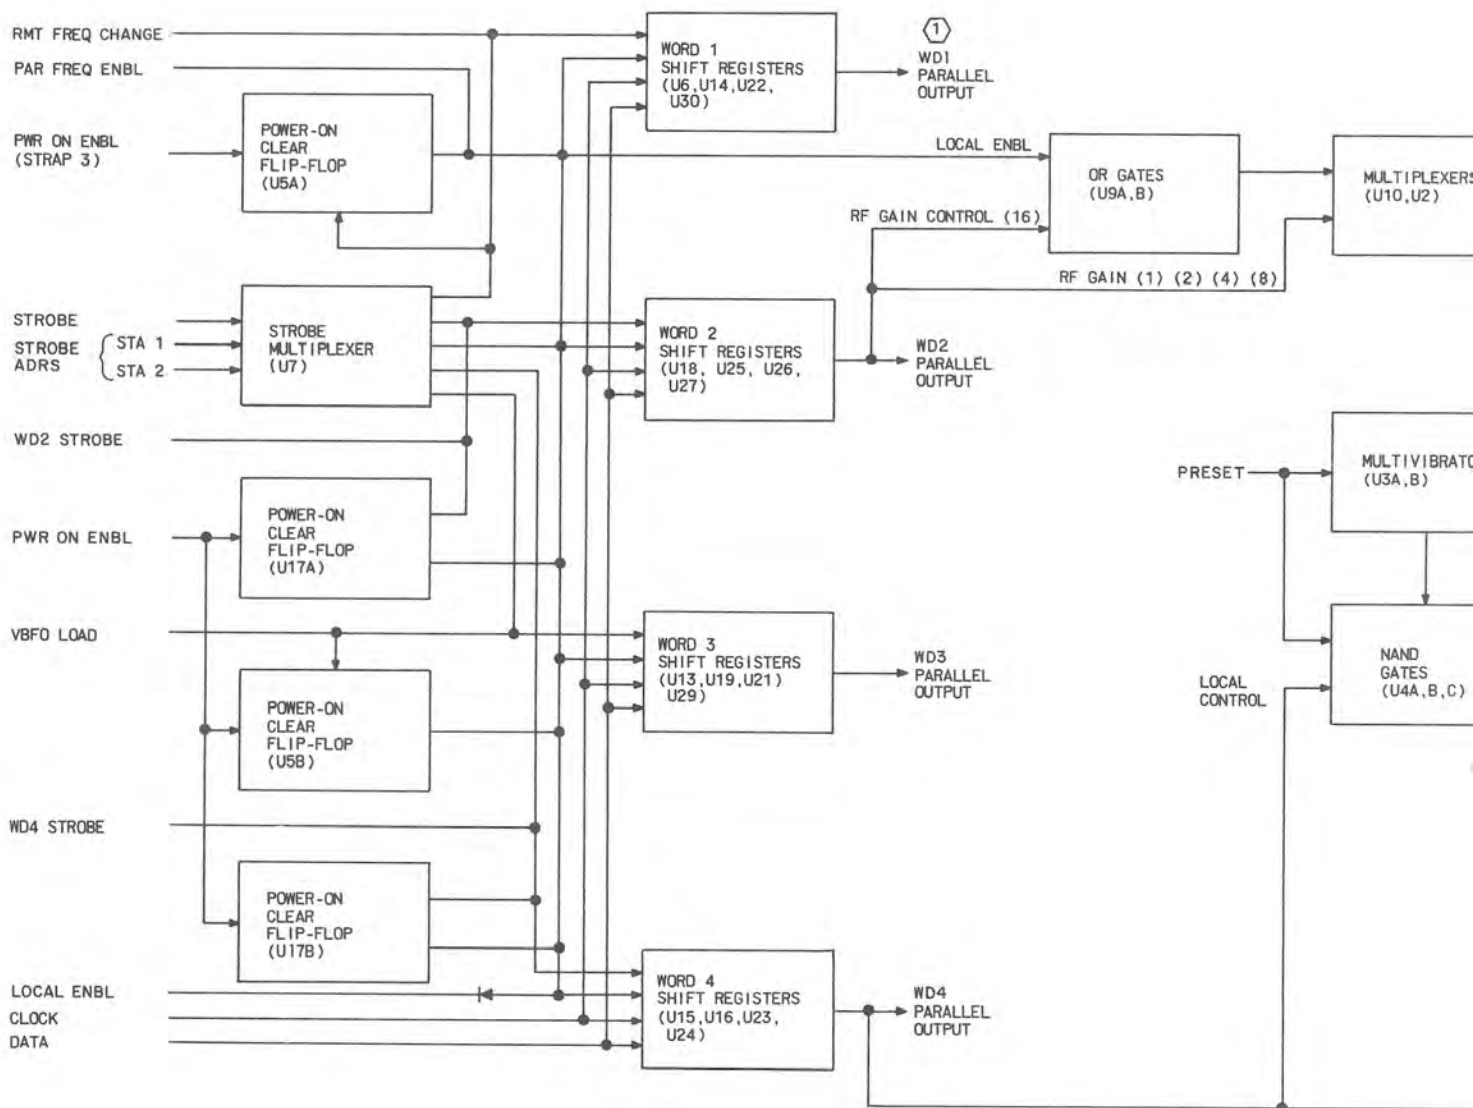 RMT FREQ CHANGE
PAR FREQ ENBL
PWR ON ENBL
(STRAP 3)
POWER-ON
CLEAR
FLIP-FLOP
(U5A)
WORD 1
SHIFT REGISTERS
(U6,U14,U22,
U30)
1
WD1
PARALLEL
OUTPUT
LOCAL ENBL
OR GATES
(U9A,B)
MULTIPLEXERS
(U10,U2)
RF GAIN CONTROL (16)
RF GAIN (1) (2) (4) (8)
STROBE
STROBE
ADRS
STA 1
STA 2
STROBE
MULTIPLEXER
(U7)
WORD 2
SHIFT REGISTERS
(U18, U25, U26,
U27)
WD2
PARALLEL
OUTPUT
WD2 STROBE
PWR ON ENBL
POWER-ON
CLEAR
FLIP-FLOP
(U17A)
PRESET
MULTIVIBRATO
(U3A,B)
VBFO LOAD
POWER-ON
CLEAR
FLIP-FLOP
(U5B)
WORD 3
SHIFT REGISTERS
(U13,U19,U21)
U29)
WD3
PARALLEL
OUTPUT
LOCAL
CONTROL
NAND
GATES
(U4A,B,C)
WD4 STROBE
POWER-ON
CLEAR
FLIP-FLOP
(U17B)
LOCAL ENBL
CLOCK
DATA
WORD 4
SHIFT REGISTERS
(U15,U16,U23,
U24)
WD4
PARALLEL
OUTPUT